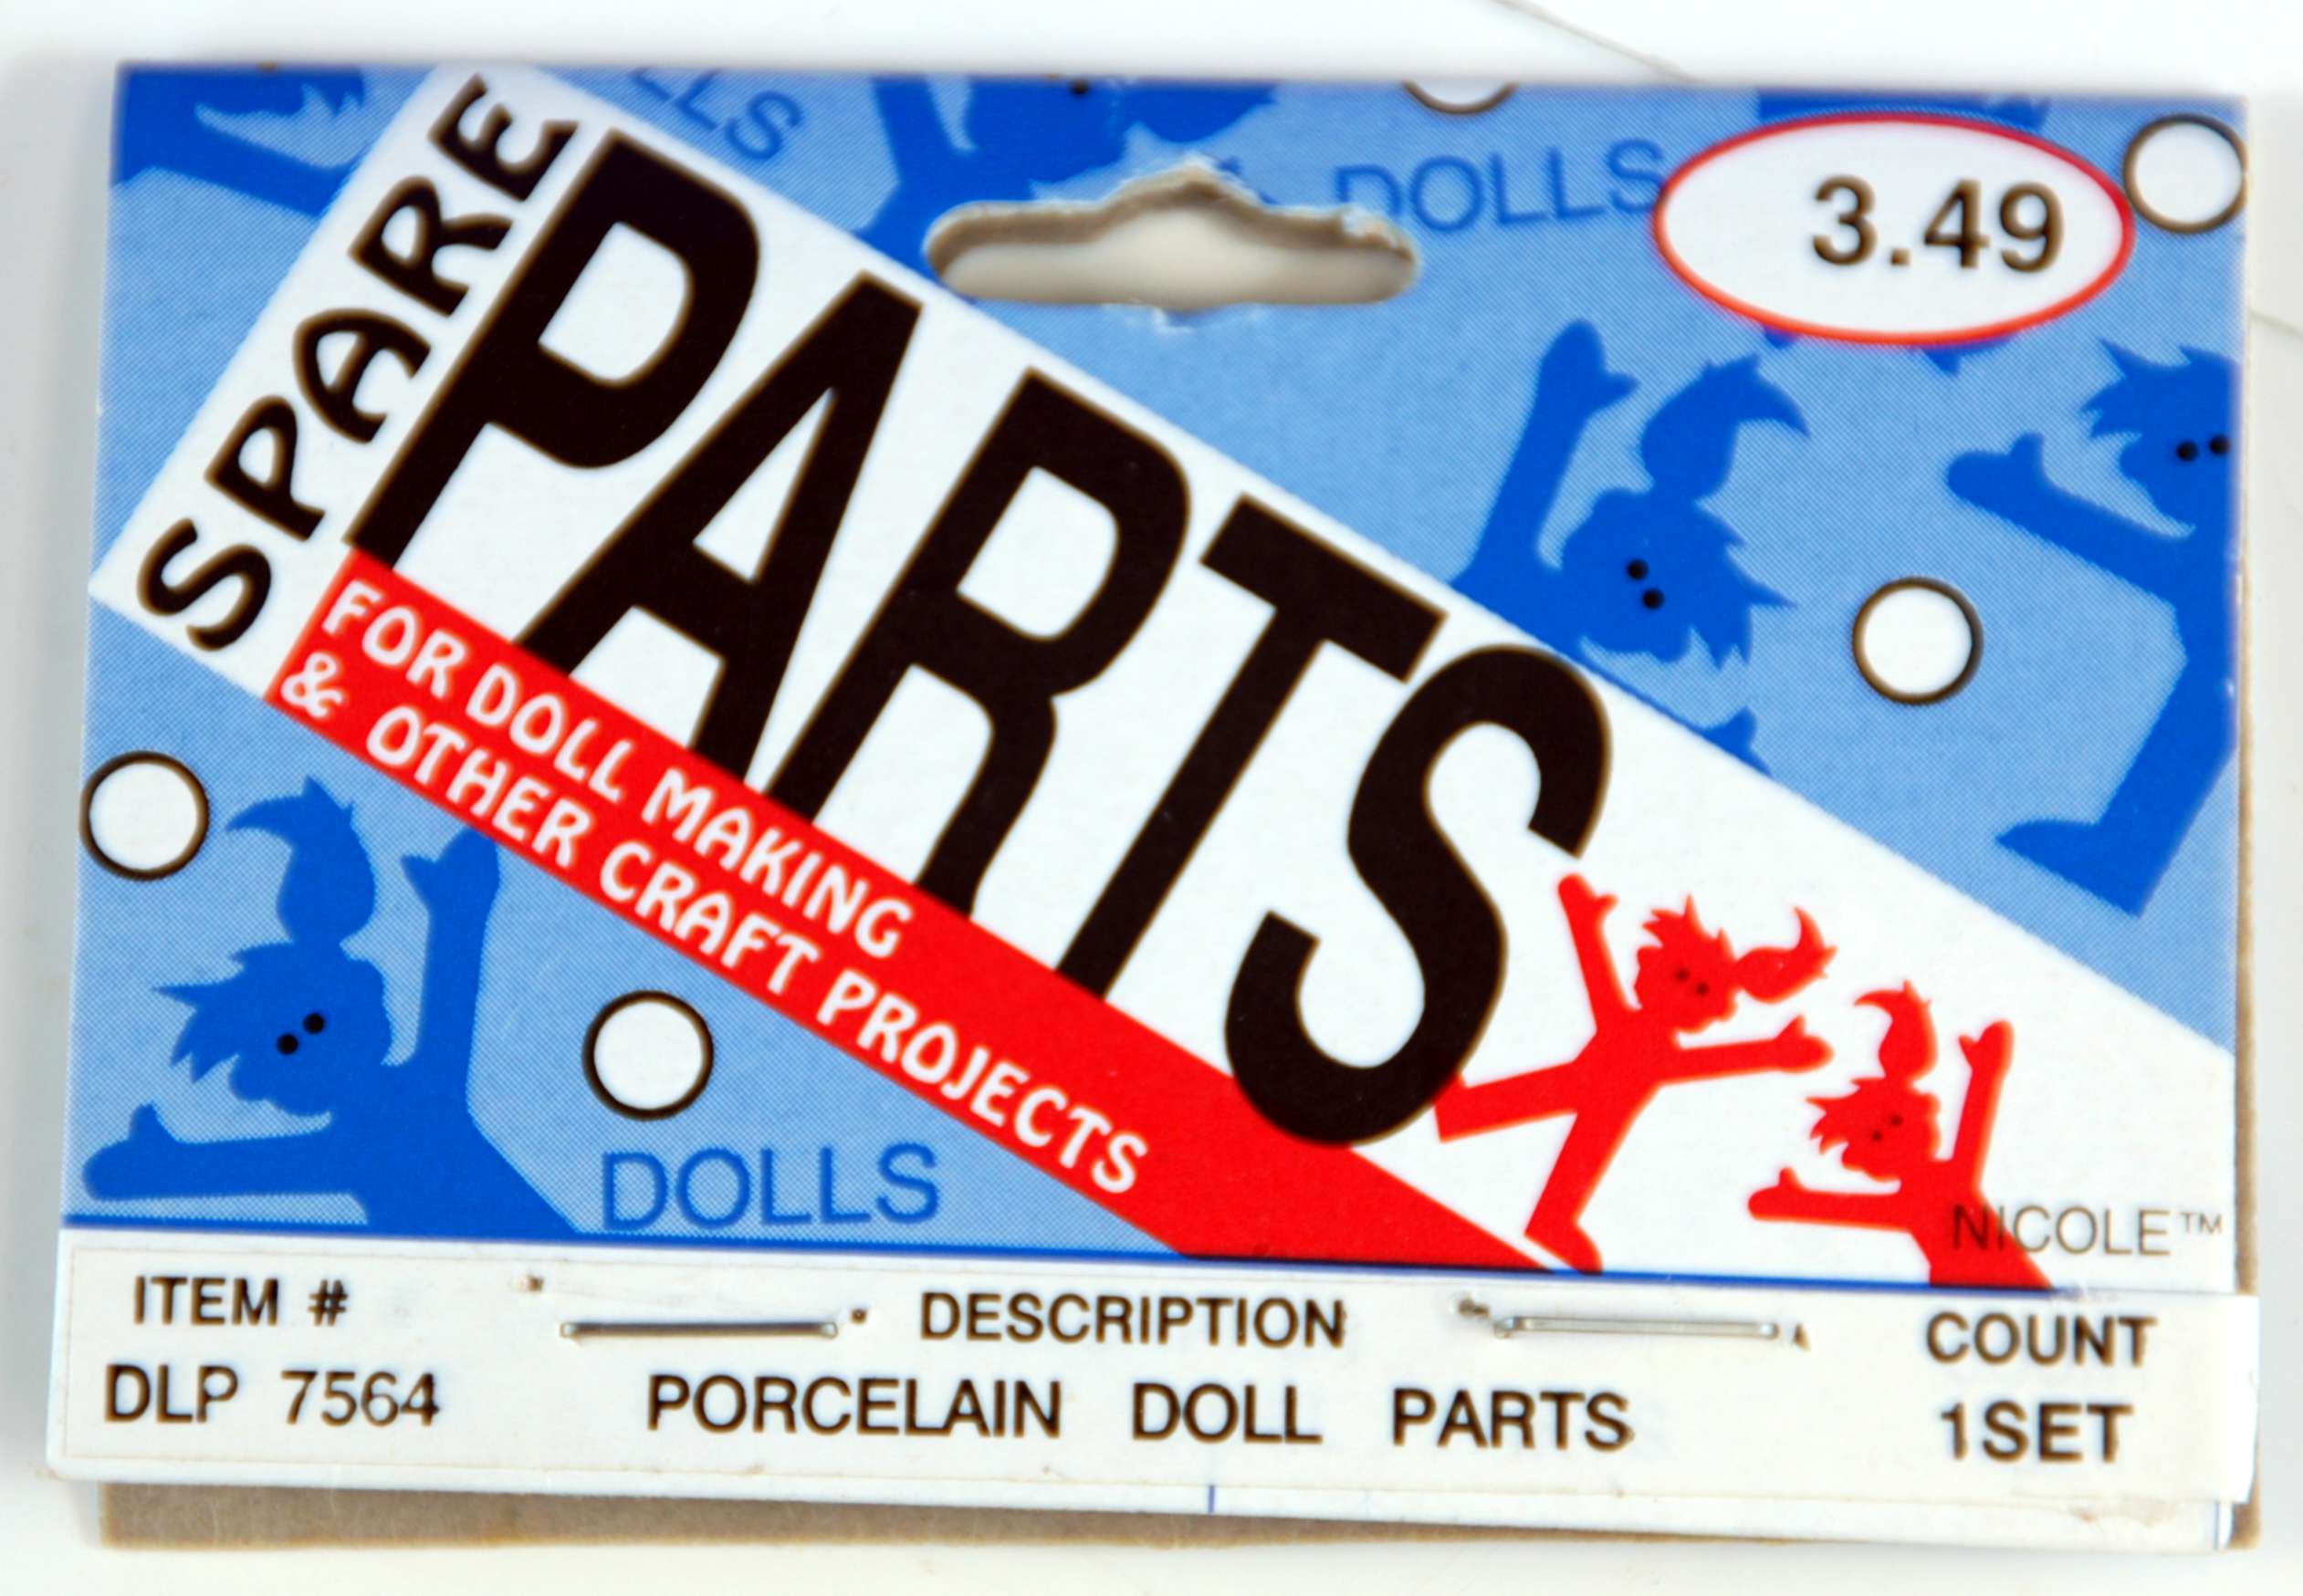 LLS
DOLLS
3.49
SPARE
PARTS
FOR DOLL MAKING
& OTHER CRAFT PROJECTS
DOLLS
NICOLE™
ITEM # DESCRIPTION COUNT
DLP 7564 PORCELAIN DOLL PARTS 1SET